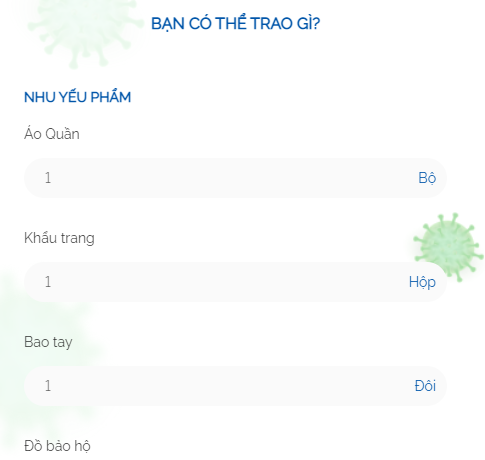 BẠN CÓ THỂ TRAO GÌ?
NHU YẾU PHẨM
Áo Quần
1 Bộ
Khẩu trang
1 Hộp
Bao tay
1 Đôi
Đồ bảo hộ